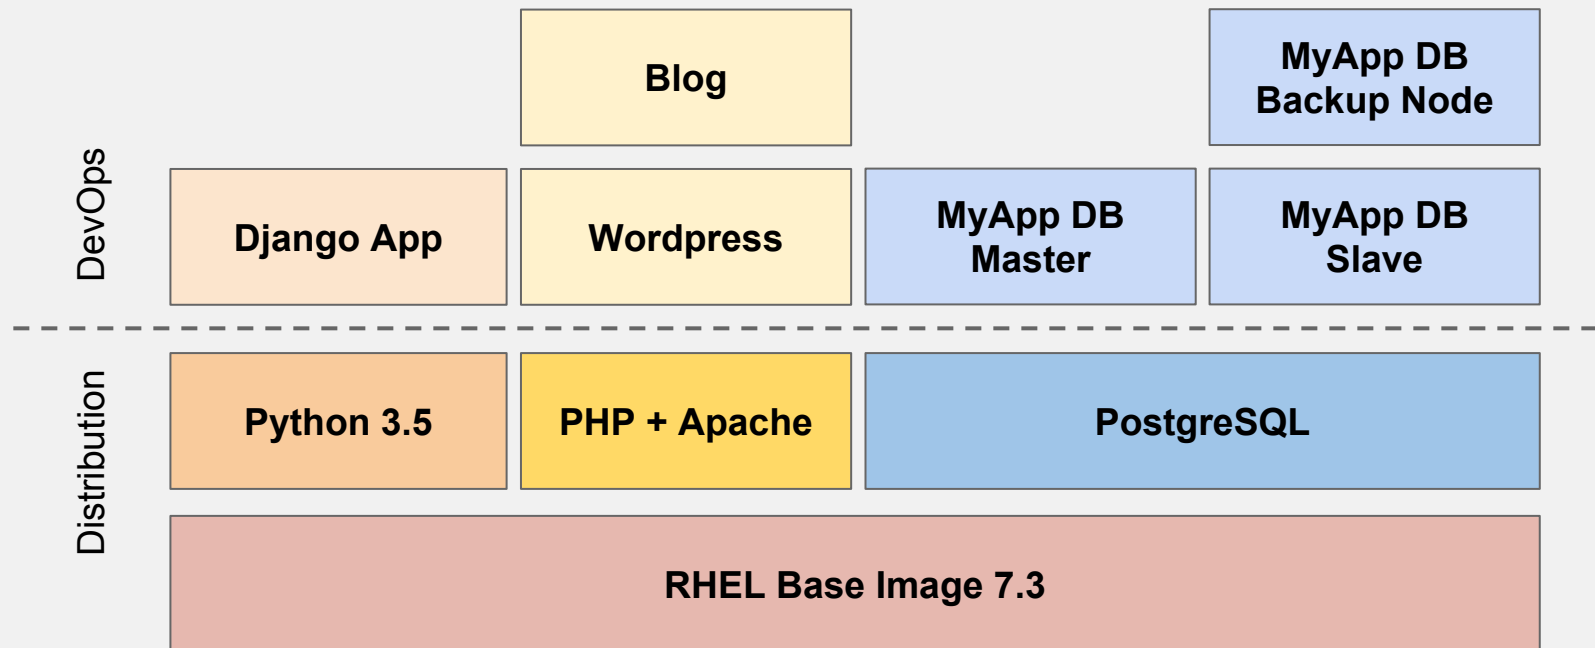 Blog
MyApp DB
Backup Node
DevOps
Django App
Wordpress
MyApp DB
Master
MyApp DB
Slave
Distribution
Python 3.5
PHP + Apache
PostgreSQL
RHEL Base Image 7.3